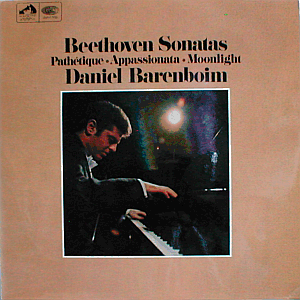 Beethoven Sonatas
Pathétique • Appassionata • Moonlight
Daniel Barenboim